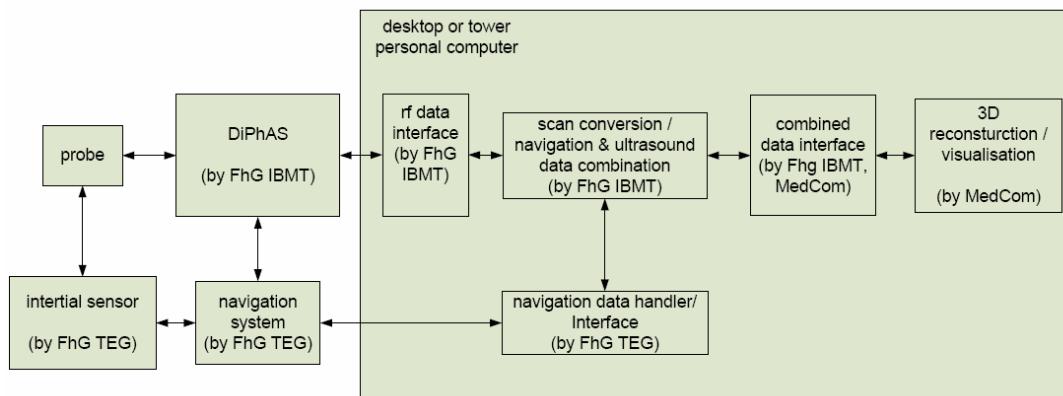 desktop or tower
personal computer
probe
DiPhAS
(by FhG IBMT)
rf data
interface
(by FhG
IBMT)
scan conversion /
navigation & ultrasound
data combination
(by FhG IBMT)
combined
data interface
(by Fhg IBMT,
MedCom)
3D
reconsturction /
visualisation
(by MedCom)
intertial sensor
(by FhG TEG)
navigation
system
(by FhG TEG)
navigation data handler/
Interface
(by FhG TEG)